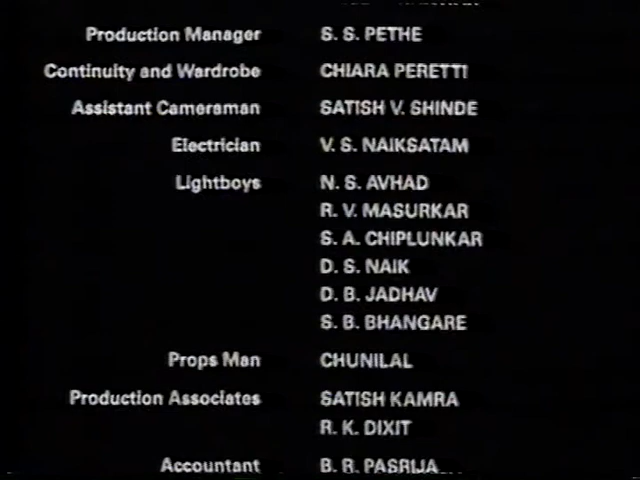 Production Manager S. S. PETHE
Continuity and Wardrobe CHIARA PERETTI
Assistant Cameraman SATISH V. SHINDE
Electrician V. S. NAIKSATAM
Lightboys N. S. AVHAD
R. V. MASURKAR
S. A. CHIPLUNKAR
D. S. NAIK
D. B. JADHAV
S. B. BHANGARE
Props Man CHUNILAL
Production Associates SATISH KAMRA
R. K. DIXIT
Accountant B. R. PASRIJA